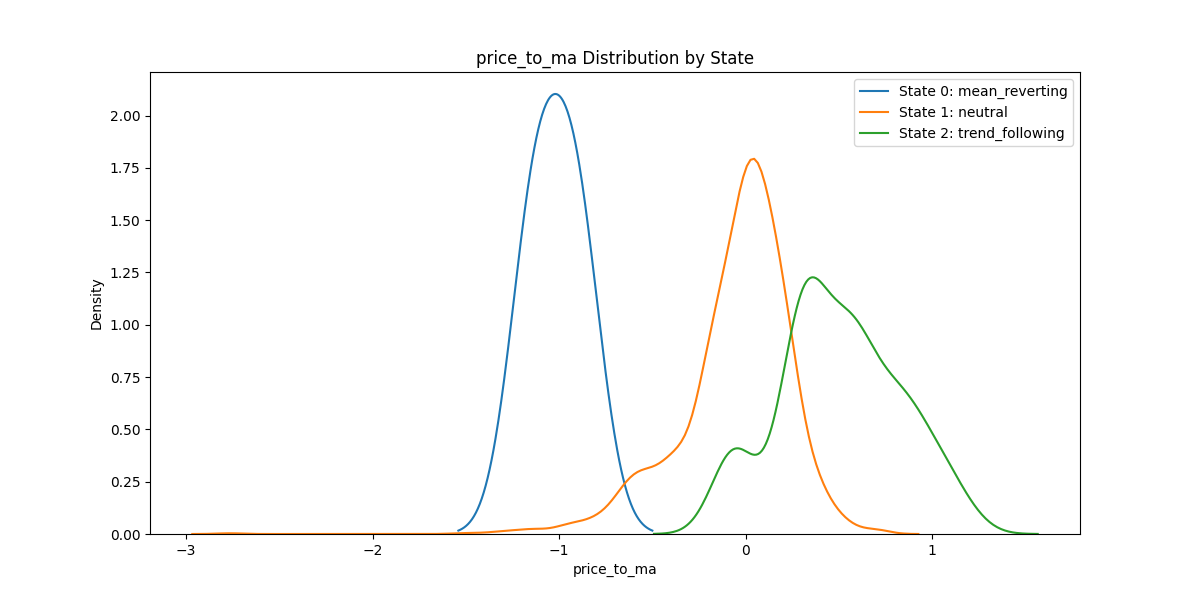 price_to_ma Distribution by State
State 0: mean_reverting
State 1: neutral
State 2: trend_following
Density
2.00
1.75
1.50
1.25
1.00
0.75
0.50
0.25
0.00
−3
−2
−1
0
1
price_to_ma